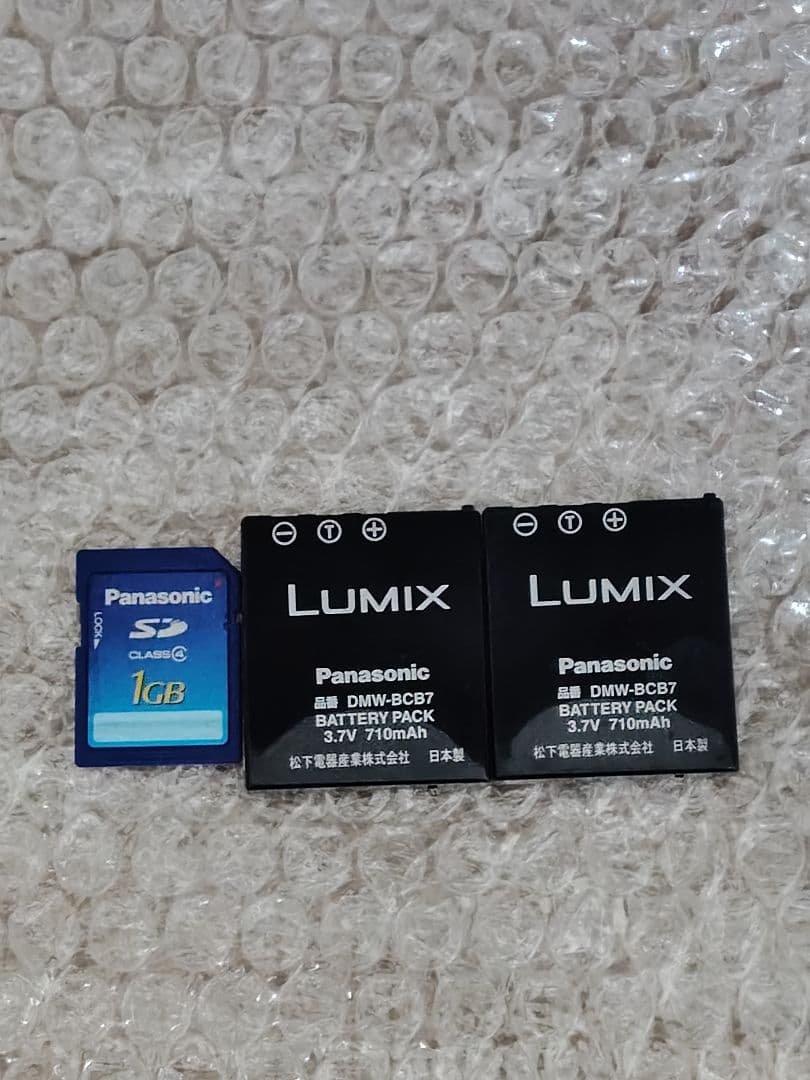 Panasonic
LOCK
SD
CLASS 4
1GB
− T +
LUMIX
Panasonic
品番 DMW-BCB7
BATTERY PACK
3.7V 710mAh
松下電器産業株式会社 日本製
− T +
LUMIX
Panasonic
品番 DMW-BCB7
BATTERY PACK
3.7V 710mAh
松下電器産業株式会社 日本製